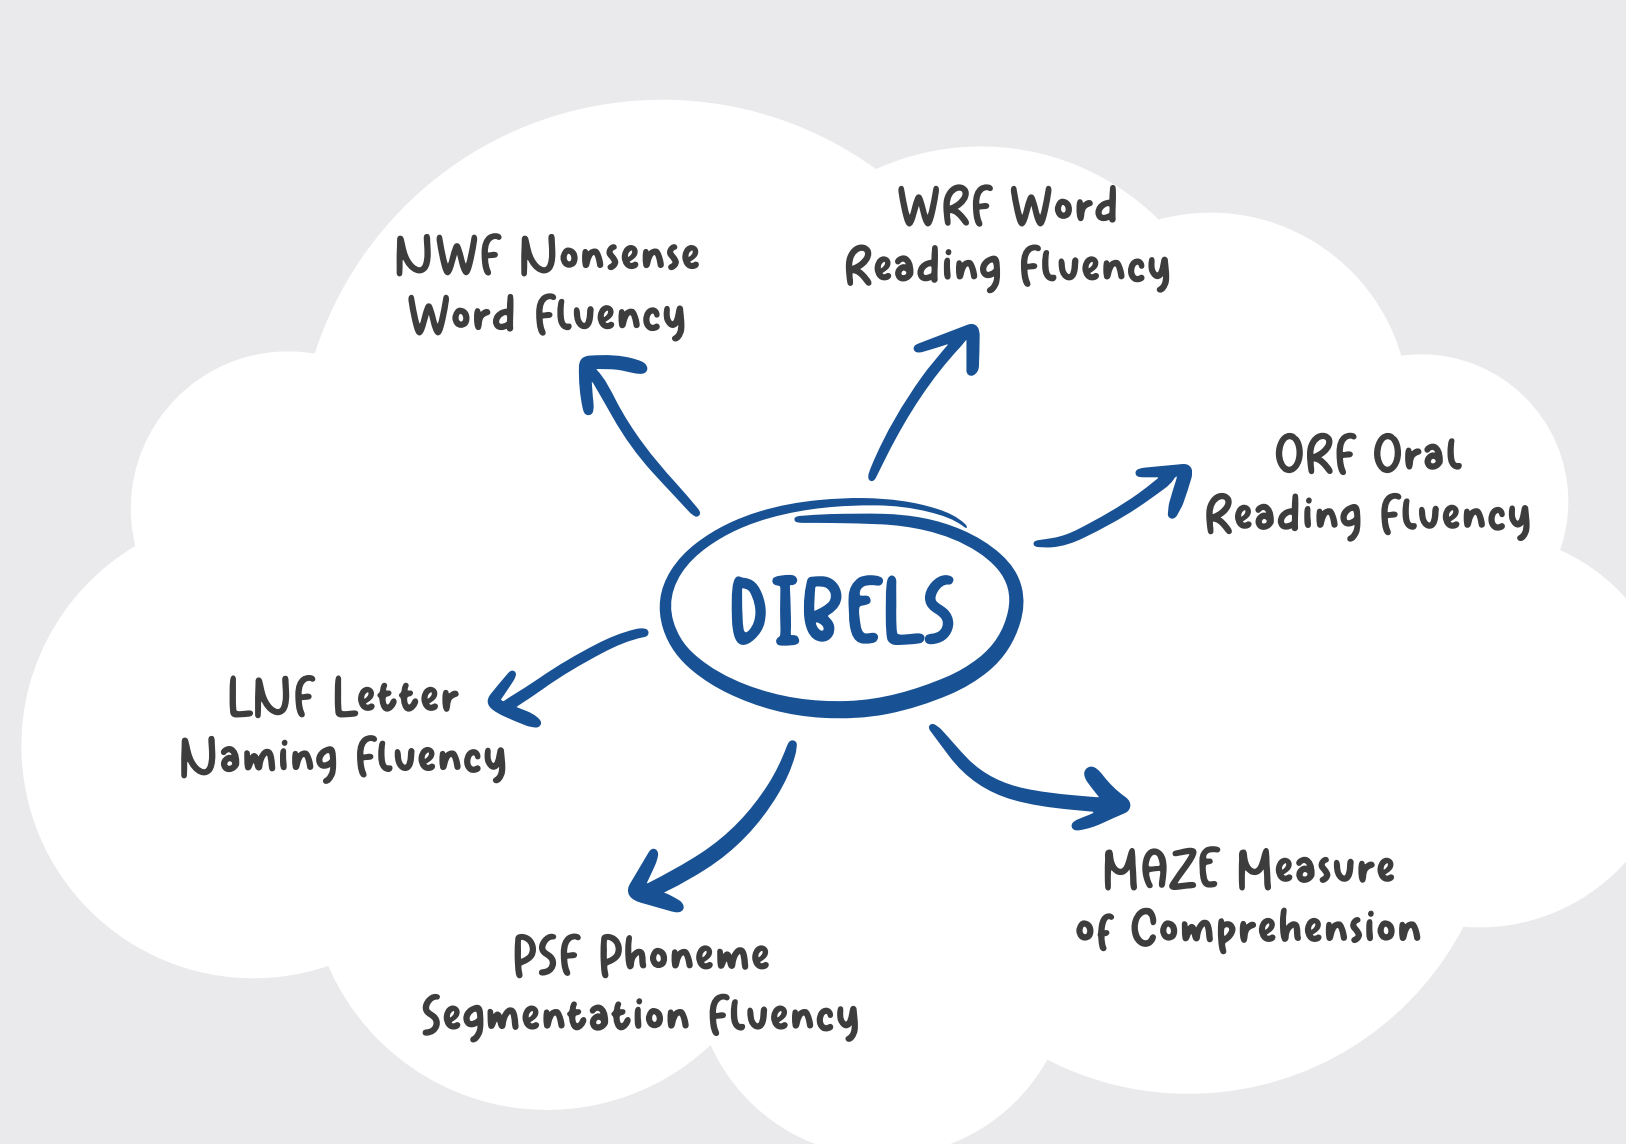 WRF Word
Reading Fluency
NWF Nonsense
Word Fluency
ORF Oral
Reading Fluency
DIBELS
LNF Letter
Naming Fluency
MAZE Measure
of Comprehension
PSF Phoneme
Segmentation Fluency